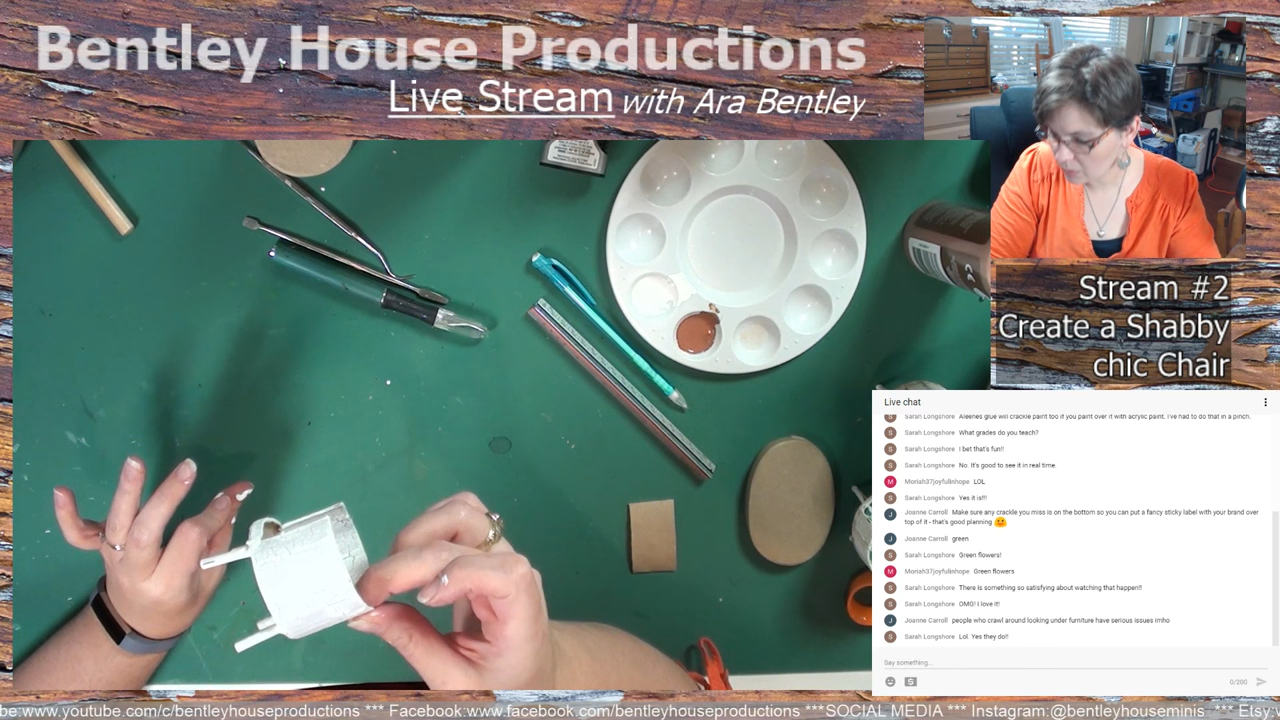 Bentley House Productions
Live Stream with Ara Bentley
Stream #2
Create a Shabby
chic Chair
Live chat
Sarah Longshore Aleenes glue will crackle paint too if you paint over it with acrylic paint. I've had to do that in a pinch.
Sarah Longshore What grades do you teach?
Sarah Longshore I bet that's fun!!
Sarah Longshore No. It's good to see it in real time.
M Moriah37joyfulinhope LOL
S Sarah Longshore Yes it is!!!
J Joanne Carroll Make sure any crackle you miss is on the bottom so you can put a fancy sticky label with your brand over
top of it - that's good planning
J Joanne Carroll green
S Sarah Longshore Green flowers!
M Moriah37joyfulinhope Green flowers
S Sarah Longshore There is something so satisfying about watching that happen!!
S Sarah Longshore OMG! I love it!
J Joanne Carroll people who crawl around looking under furniture have serious issues imho
S Sarah Longshore Lol. Yes they do!!
Say something...
0/200
be:www.youtube.com/c/bentleyhouseproductions *** Facebook:www.facebook.com/bentleyhouseproductions ***SOCIAL MEDIA *** Instagram:@bentleyhouseminis *** Etsy: